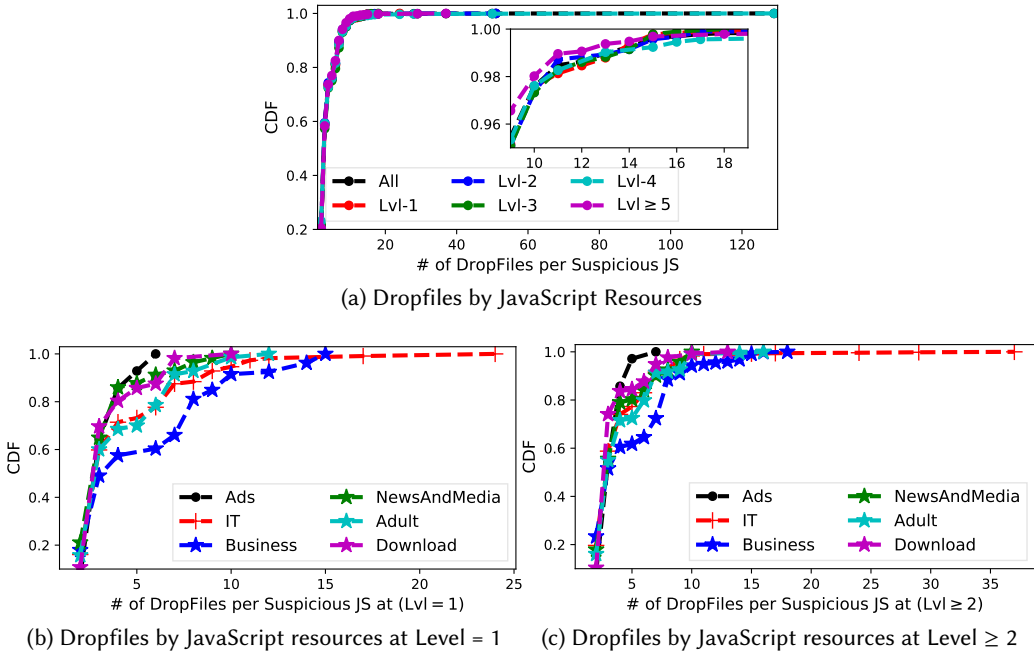 1.0
0.8
0.6
0.4
0.2
CDF
1.00
0.98
0.96
10 12 14 16 18
All Lvl-2 Lvl-4
Lvl-1 Lvl-3 Lvl ≥ 5
20 40 60 80 100 120
# of DropFiles per Suspicious JS
(a) Dropfiles by JavaScript Resources
1.0
0.8
0.6
0.4
0.2
CDF
Ads NewsAndMedia
IT Adult
Business Download
5 10 15 20 25
# of DropFiles per Suspicious JS at (Lvl = 1)
(b) Dropfiles by JavaScript resources at Level = 1
1.0
0.8
0.6
0.4
0.2
CDF
Ads NewsAndMedia
IT Adult
Business Download
5 10 15 20 25 30 35
# of DropFiles per Suspicious JS at (Lvl ≥ 2)
(c) Dropfiles by JavaScript resources at Level ≥ 2